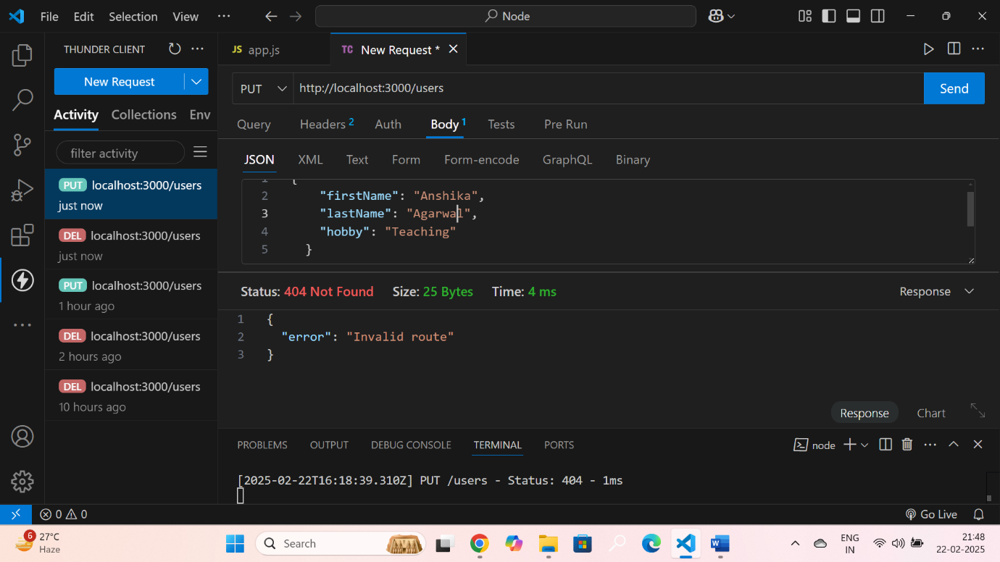 File Edit Selection View ··· Node
THUNDER CLIENT
New Request
Activity Collections Env
filter activity
PUT localhost:3000/users
just now
DEL localhost:3000/users
just now
PUT localhost:3000/users
1 hour ago
DEL localhost:3000/users
2 hours ago
DEL localhost:3000/users
10 hours ago
JS app.js
TC New Request *
PUT http://localhost:3000/users Send
Query Headers 2 Auth Body 1 Tests Pre Run
JSON XML Text Form Form-encode GraphQL Binary
1 {
2 "firstName": "Anshika",
3 "lastName": "Agarwal",
4 "hobby": "Teaching"
5 }
Status: 404 Not Found Size: 25 Bytes Time: 4 ms Response
1 {
2 "error": "Invalid route"
3 }
Response Chart
PROBLEMS OUTPUT DEBUG CONSOLE TERMINAL PORTS node
[2025-02-22T16:18:39.310Z] PUT /users - Status: 404 - 1ms
0 0 Go Live
6 27°C
Haze
Search
ENG
IN
21:48
22-02-2025